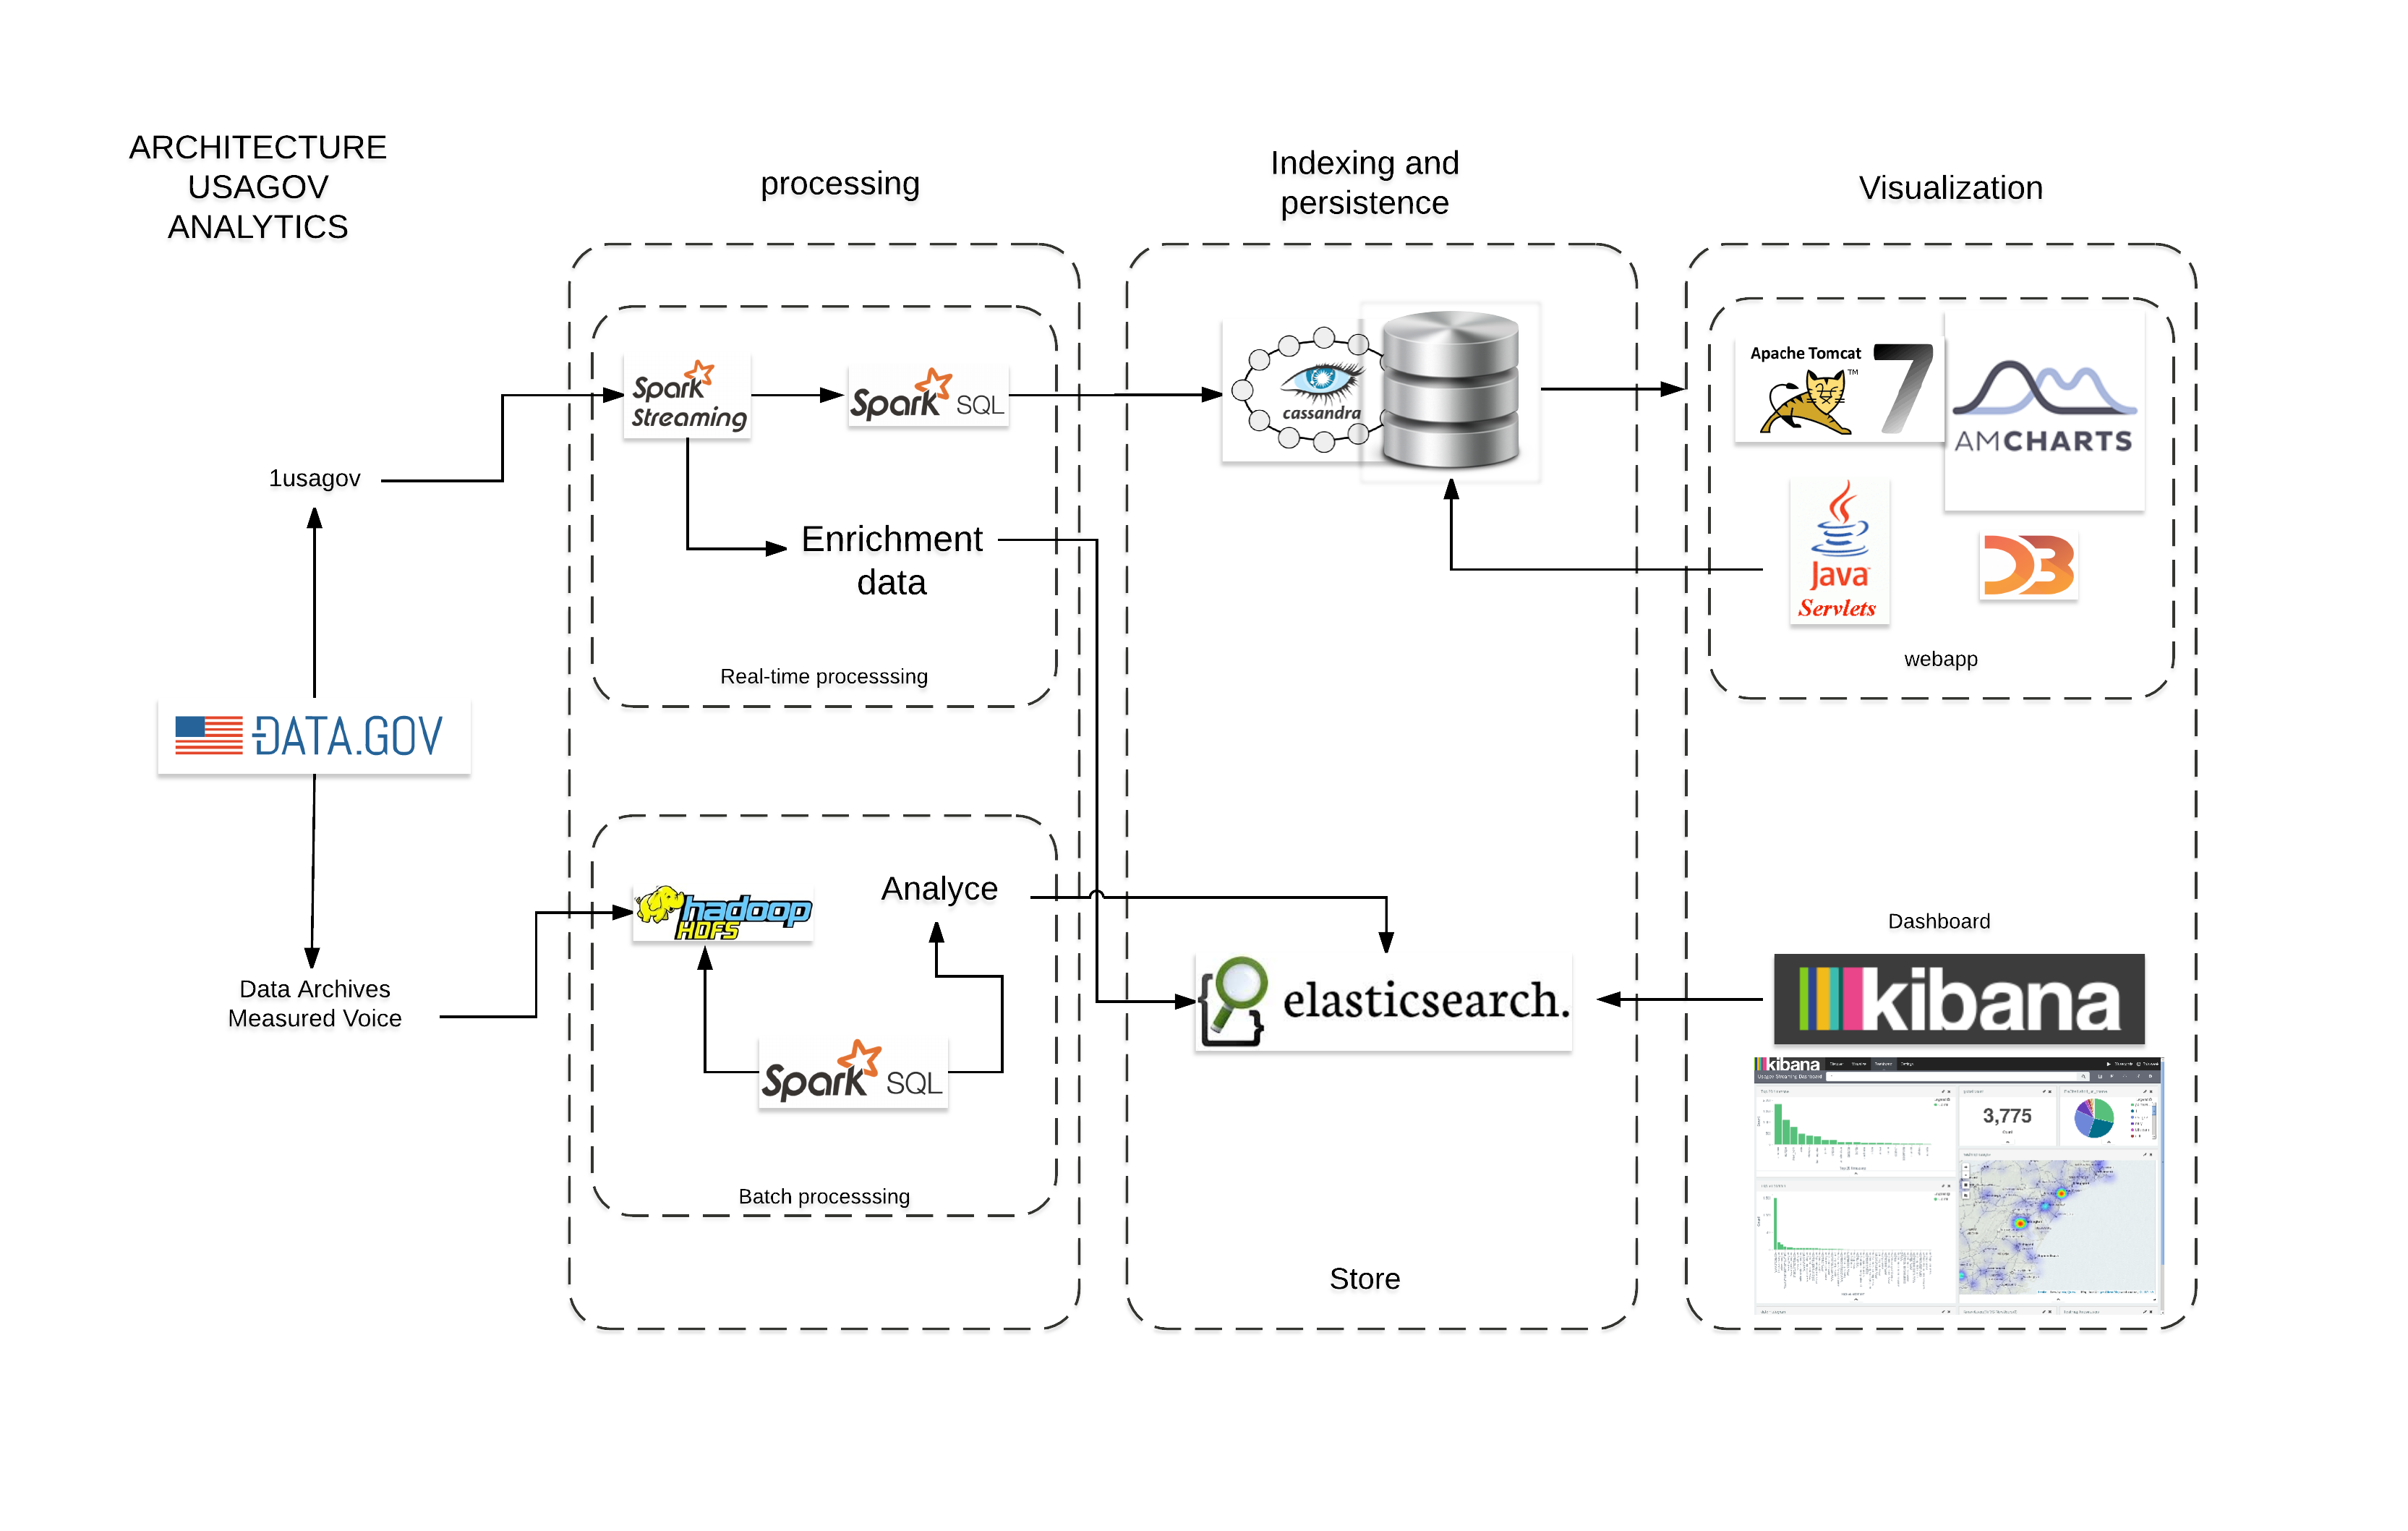 ARCHITECTURE
USAGOV
ANALYTICS
processing
Indexing and
persistence
Visualization
Spark
Streaming
Spark SQL
cassandra
Apache Tomcat 7
TM
AMCHARTS
1usagov
Enrichment
data
Java
Servlets
D3
webapp
Real-time processsing
DATA.GOV
Analyce
hadoop
HDFS
Dashboard
Data Archives
Measured Voice
elasticsearch.
kibana
Spark SQL
kibana
3,775
Batch processsing
Store